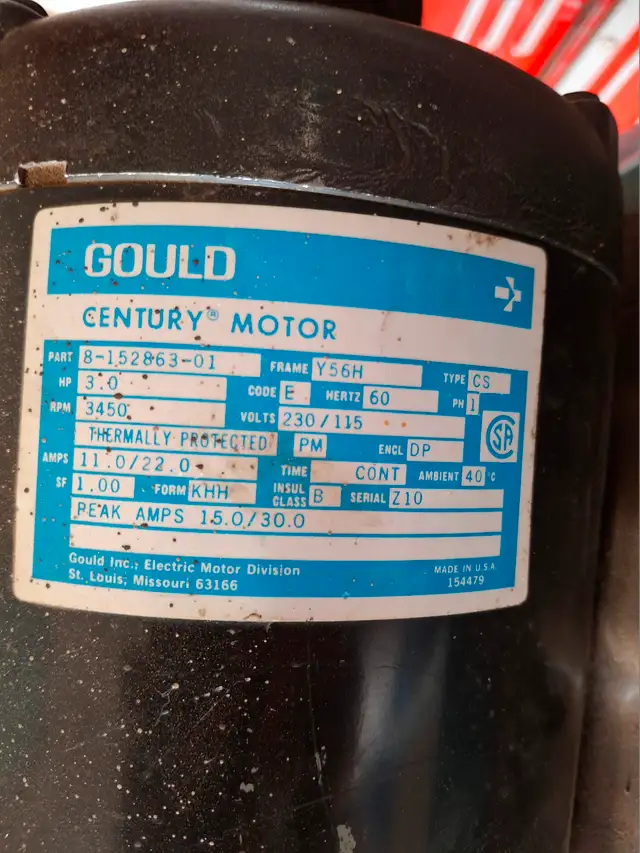 GOULD
CENTURY® MOTOR
PART 8-152863-01 FRAME Y56H TYPE CS
HP 3.0 CODE E HERTZ 60 PH 1
RPM 3450 VOLTS 230/115
THERMALLY PROTECTED PM ENCL DP
AMPS 11.0/22.0 TIME CONT AMBIENT 40°C
SF 1.00 FORM KHH INSUL CLASS B SERIAL Z10
PEAK AMPS 15.0/30.0
Gould Inc., Electric Motor Division
St. Louis, Missouri 63166
MADE IN U.S.A.
154479
SA